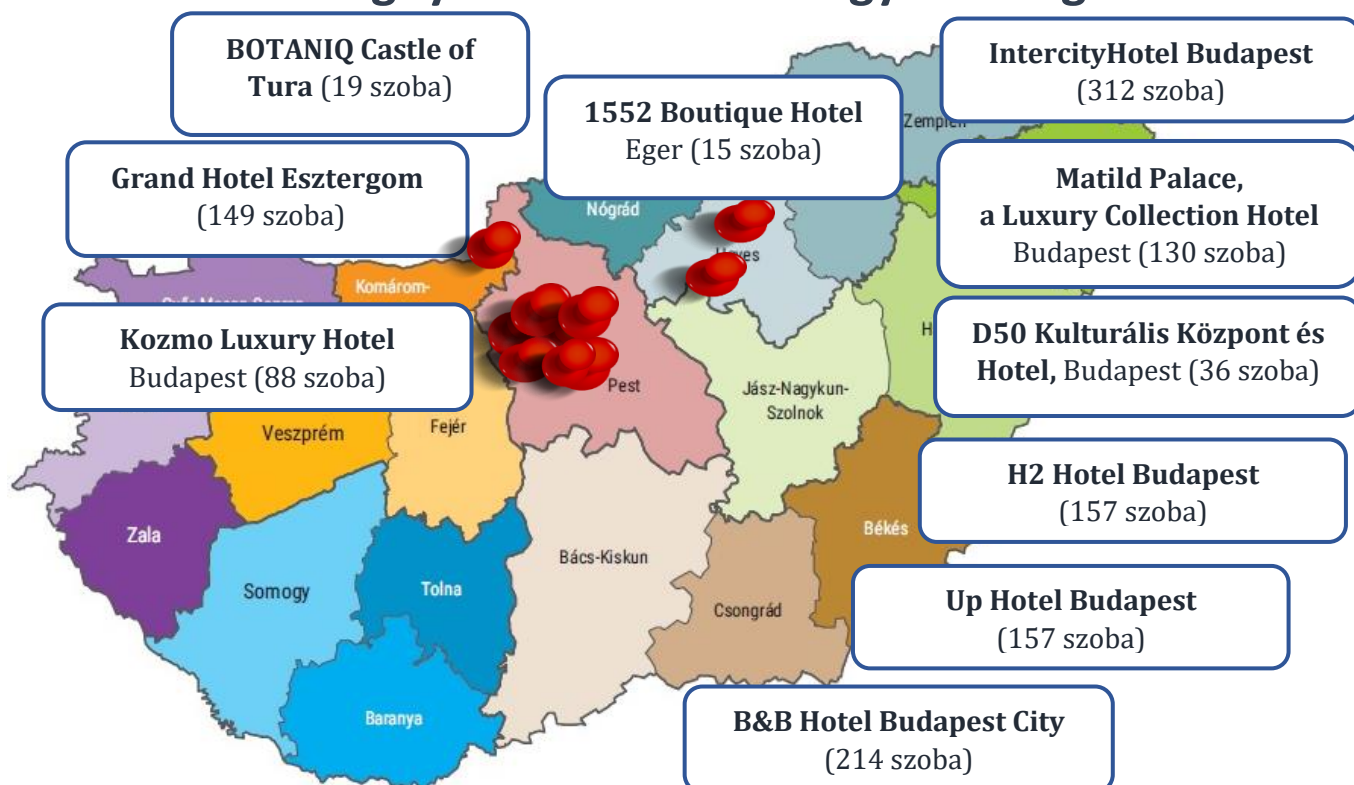 BOTANIQ Castle of
Tura (19 szoba)
IntercityHotel Budapest
(312 szoba)
1552 Boutique Hotel
Eger (15 szoba)
Zemplén
Grand Hotel Esztergom
(149 szoba)
Matild Palace,
a Luxury Collection Hotel
Budapest (130 szoba)
Nógrád
Komárom-
Kozmo Luxury Hotel
Budapest (88 szoba)
D50 Kulturális Központ és
Hotel, Budapest (36 szoba)
Pest
Jász-Nagykun-
Szolnok
Veszprém
Fejér
H2 Hotel Budapest
(157 szoba)
Zala
Békés
Bács-Kiskun
Somogy
Tolna
Csongrád
Up Hotel Budapest
(157 szoba)
Baranya
B&B Hotel Budapest City
(214 szoba)